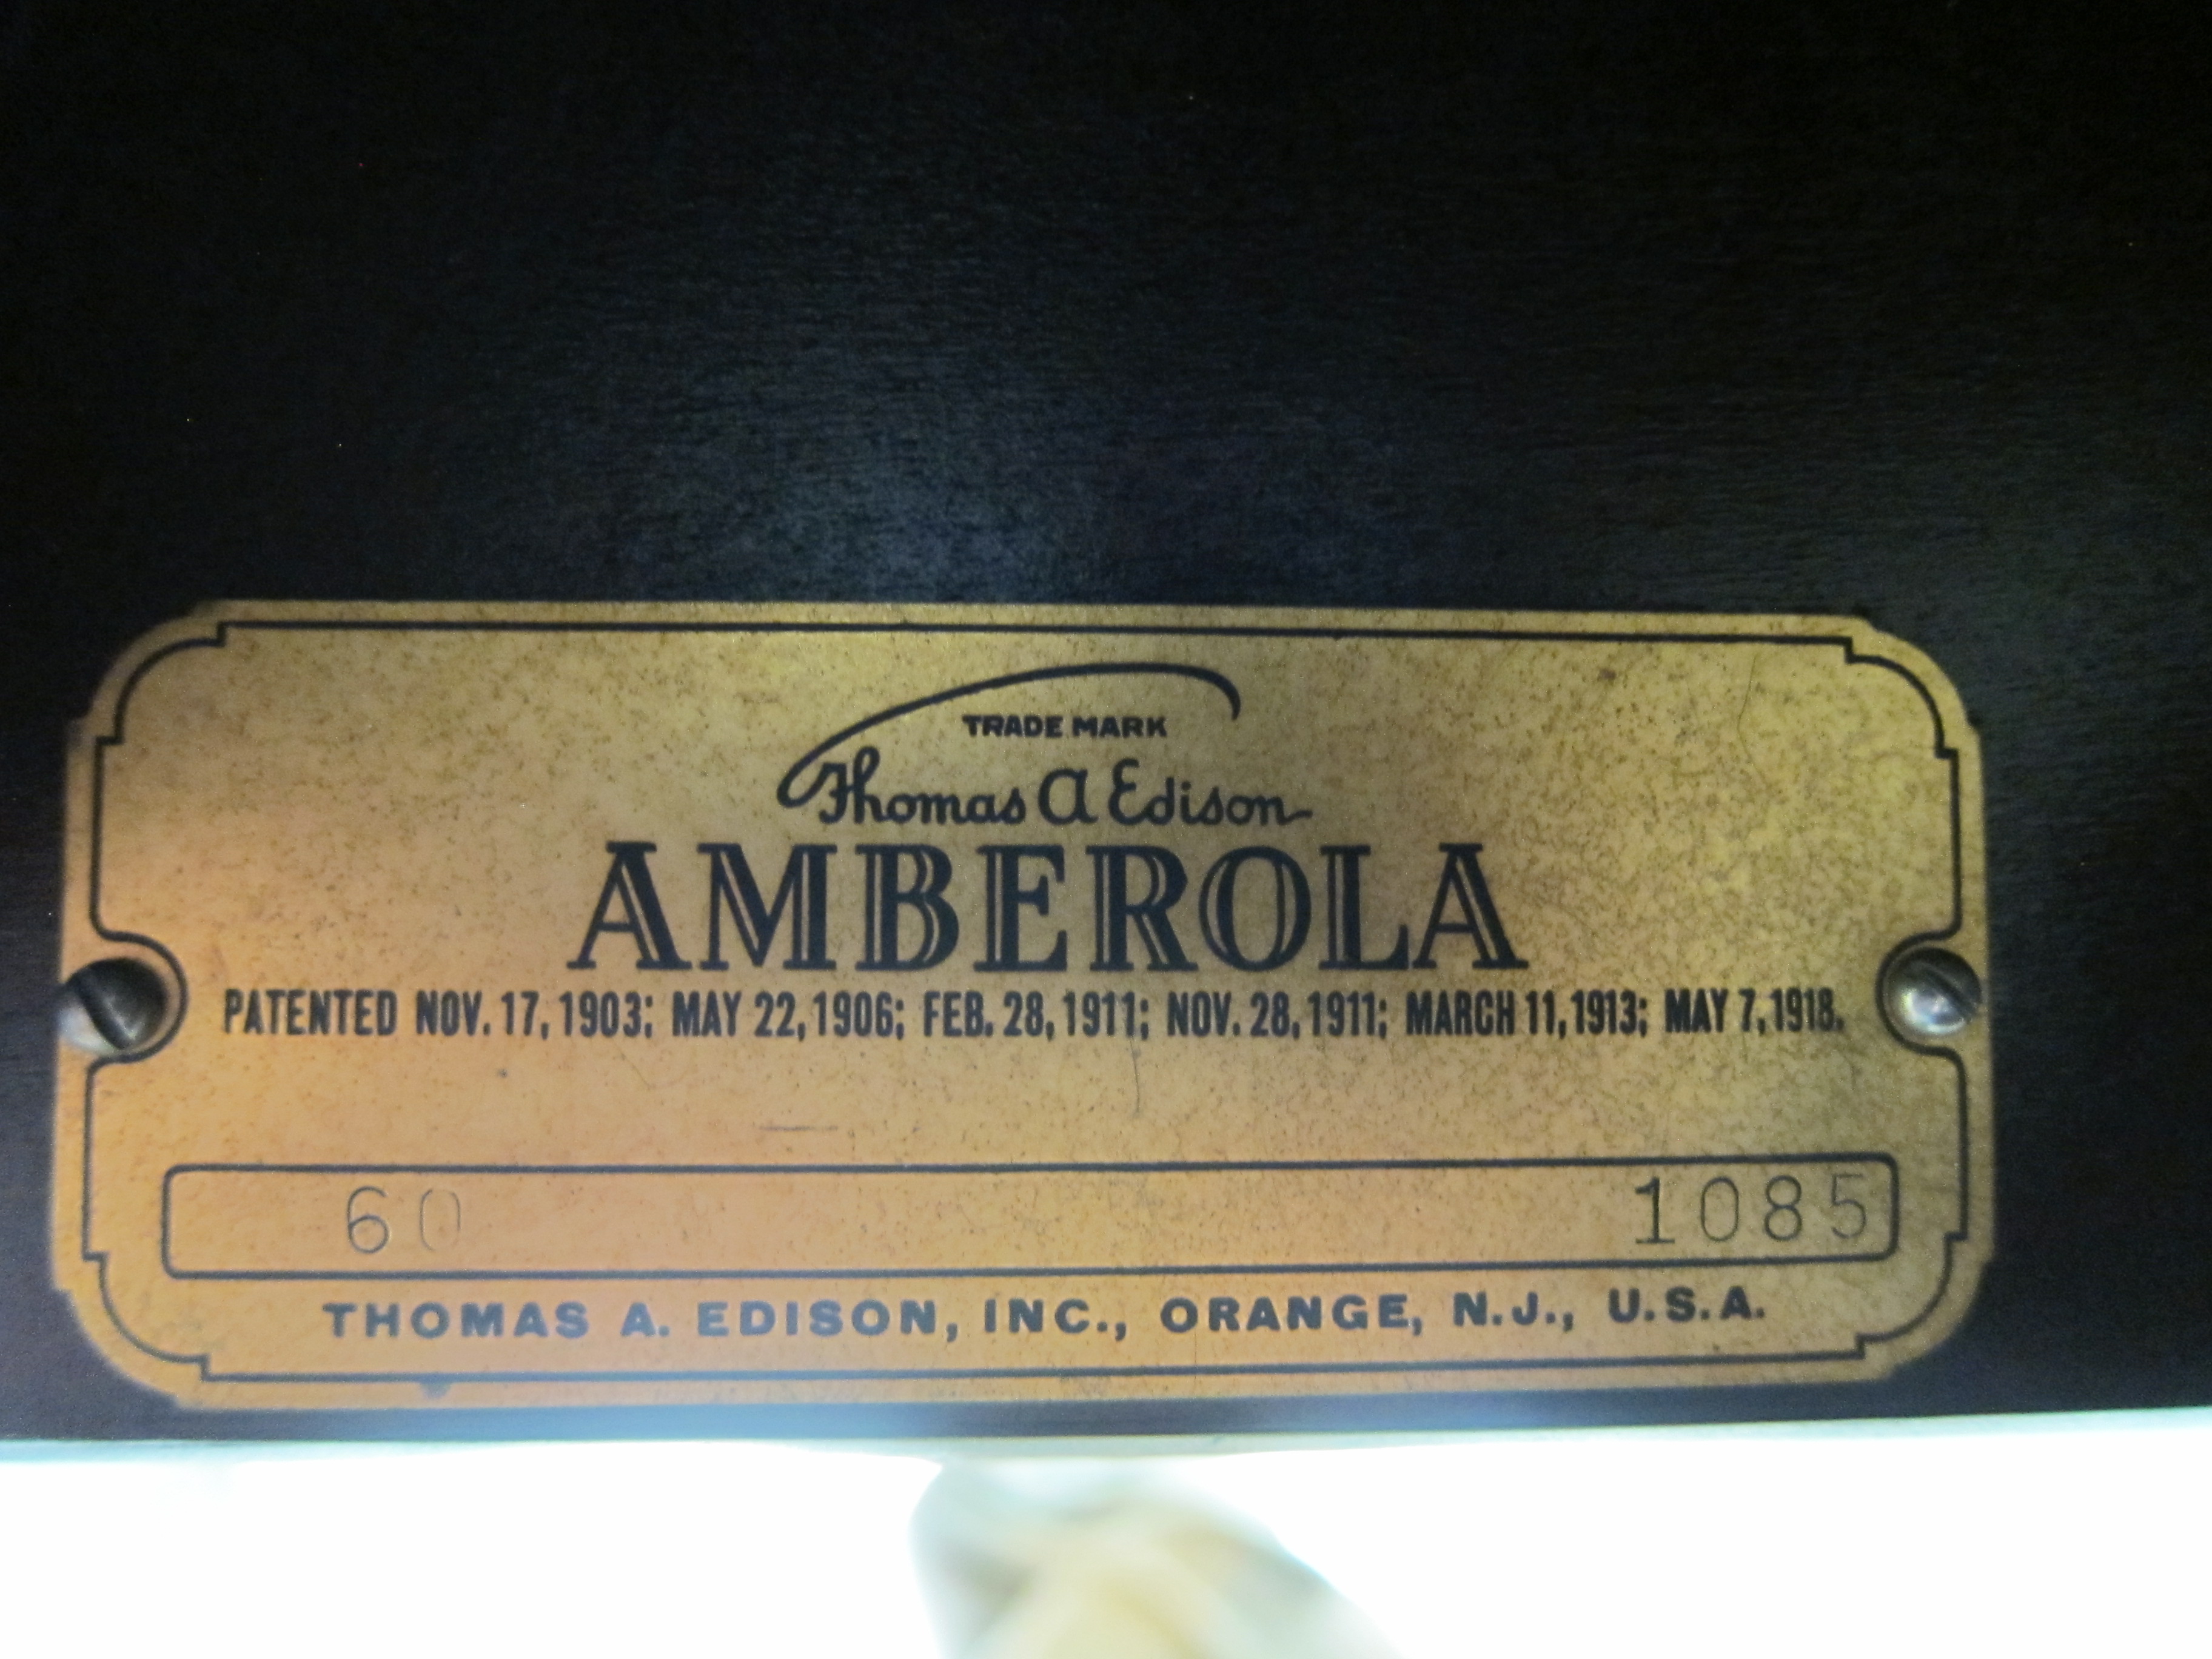 TRADE MARK
Thomas A Edison
AMBEROLA
PATENTED NOV. 17, 1903; MAY 22, 1906; FEB. 28, 1911; NOV. 28, 1911; MARCH 11, 1913; MAY 7, 1918.
60 1085
THOMAS A. EDISON, INC., ORANGE, N.J., U.S.A.